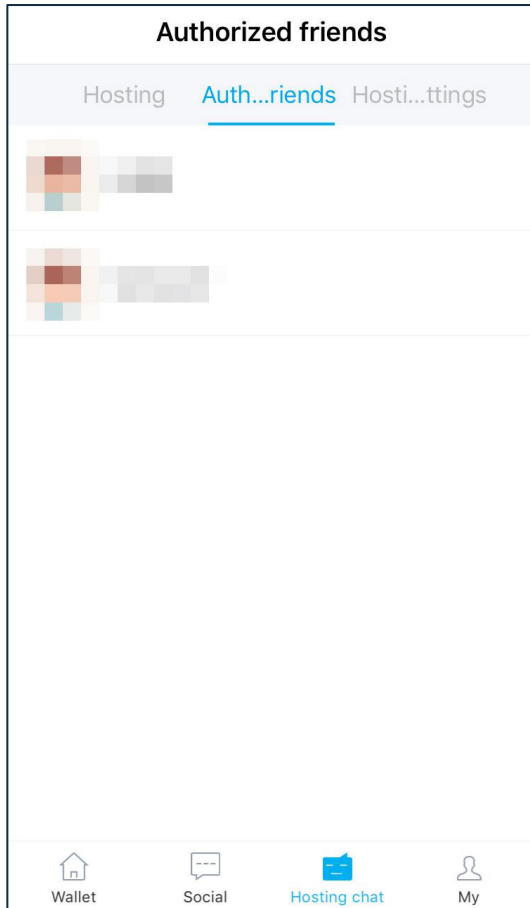 Authorized friends
Hosting Auth...riends Hosti...ttings
Wallet Social Hosting chat My